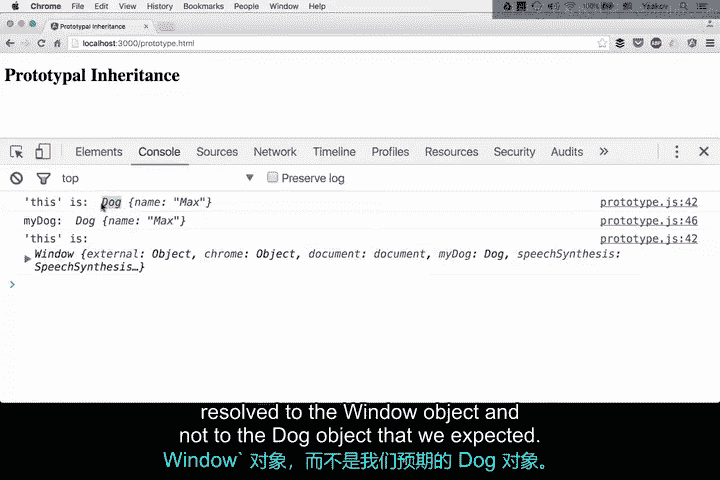 Chrome File Edit View History Bookmarks People Window Help 100% Yaakov
Prototypal Inheritance
localhost:3000/prototype.html
Prototypal Inheritance
Elements Console Sources Network Timeline Profiles Resources Security Audits »
top Preserve log
'this' is: Dog {name: "Max"} prototype.js:42
myDog: Dog {name: "Max"} prototype.js:46
'this' is: prototype.js:42
Window {external: Object, chrome: Object, document: document, myDog: Dog, speechSynthesis:
SpeechSynthesis…}
resolved to the Window object and
not to the Dog object that we expected.
Window` 对象，而不是我们预期的 Dog 对象。